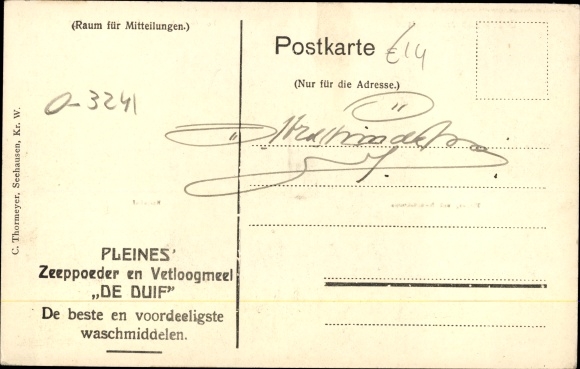 (Raum für Mitteilungen.)
Postkarte
€14
(Nur für die Adresse.)
0-3241
C. Thormeyer, Seehausen, Kr. W.
PLEINES'
Zeeppoeder en Vetloogmeel
„DE DUIF"
De beste en voordeeligste
waschmiddelen.